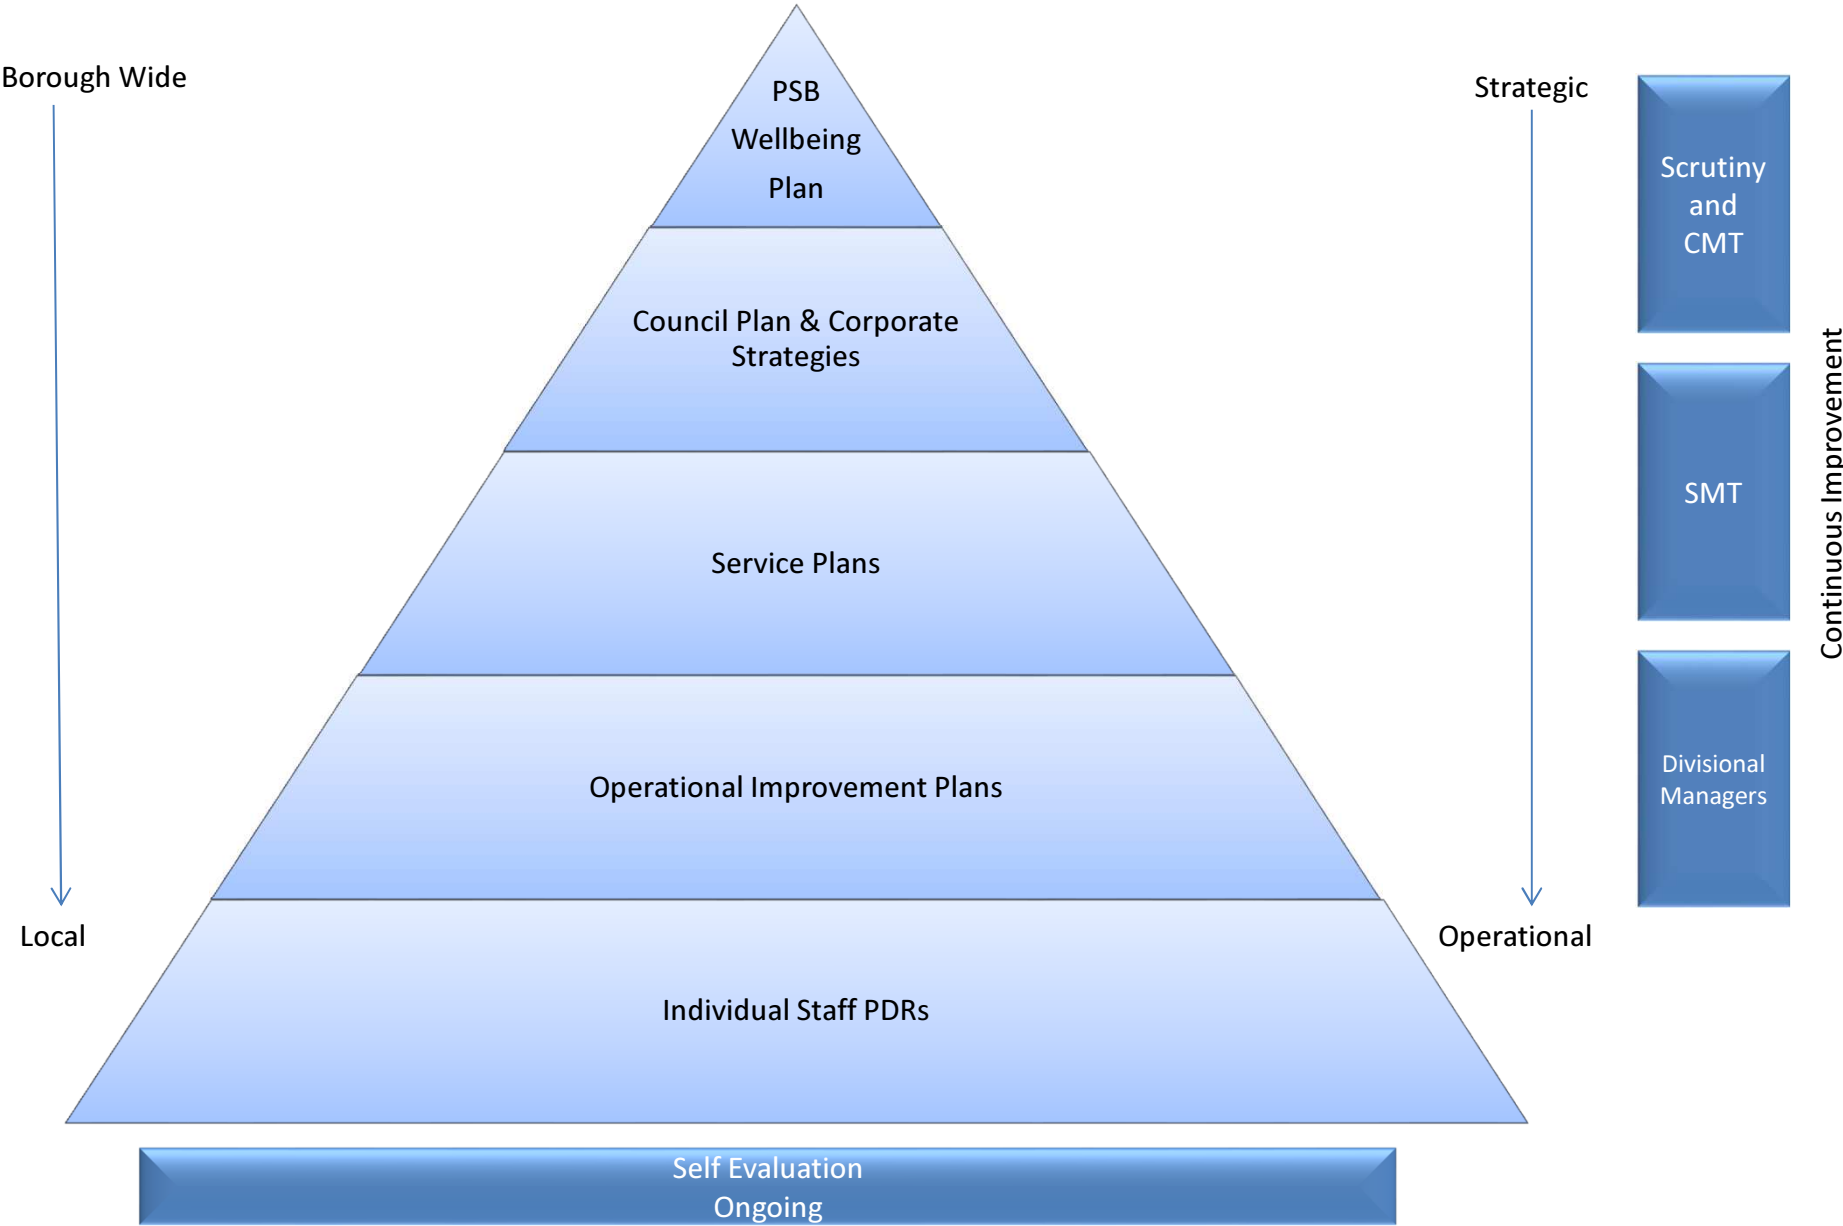 Borough Wide
Local
PSB
Wellbeing
Plan
Council Plan & Corporate
Strategies
Service Plans
Operational Improvement Plans
Individual Staff PDRs
Strategic
Operational
Scrutiny
and
CMT
SMT
Divisional
Managers
Continuous Improvement
Self Evaluation
Ongoing